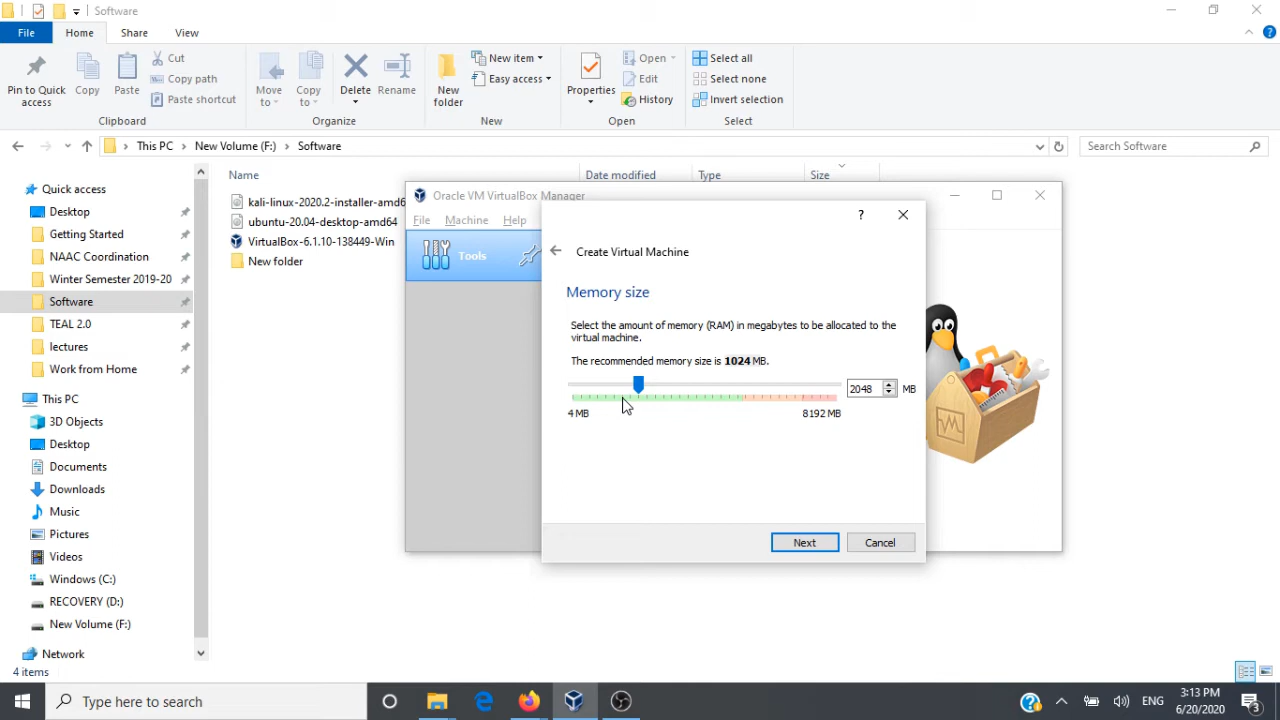 Software
File Home Share View
Pin to Quick access
Copy
Paste
Cut
Copy path
Paste shortcut
Clipboard
Move to
Copy to
Delete
Rename
Organize
New folder
New item
Easy access
New
Properties
Open
Edit
History
Open
Select all
Select none
Invert selection
Select
This PC New Volume (F:) Software
Search Software
Quick access
Desktop
Getting Started
NAAC Coordination
Winter Semester 2019-20
Software
TEAL 2.0
lectures
Work from Home
This PC
3D Objects
Desktop
Documents
Downloads
Music
Pictures
Videos
Windows (C:)
RECOVERY (D:)
New Volume (F:)
Network
Name Date modified Type Size
kali-linux-2020.2-installer-amd6
ubuntu-20.04-desktop-amd64
VirtualBox-6.1.10-138449-Win
New folder
Oracle VM VirtualBox Manager
File Machine Help
Tools
?
Create Virtual Machine
Memory size
Select the amount of memory (RAM) in megabytes to be allocated to the
virtual machine.
The recommended memory size is 1024 MB.
2048 MB
4 MB 8192 MB
Next Cancel
4 items
Type here to search
ENG
3:13 PM
6/20/2020
3